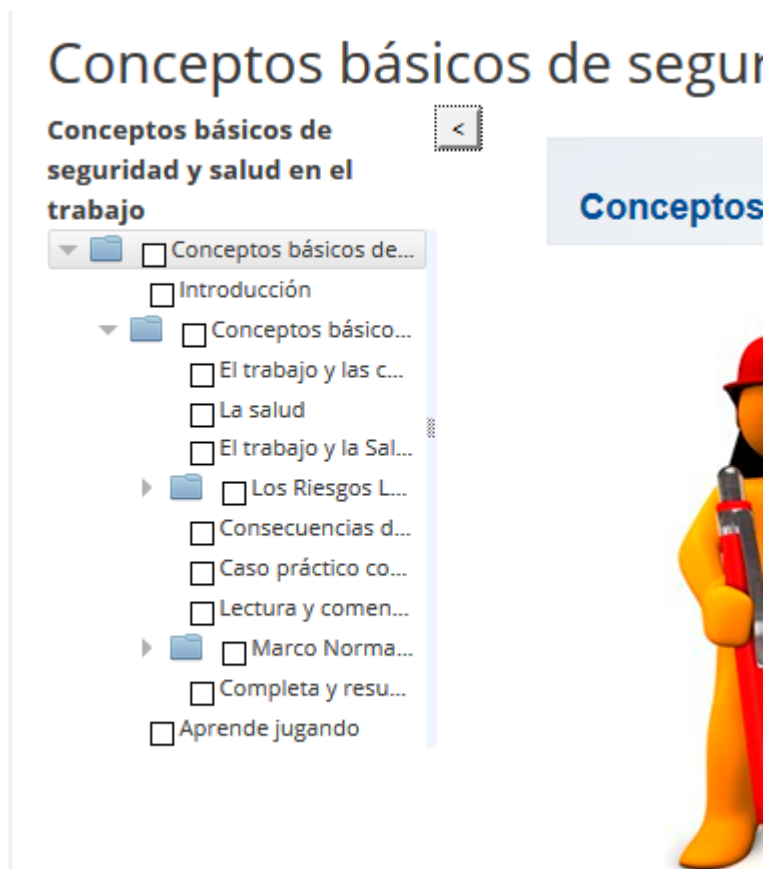 Conceptos básicos de segur
Conceptos básicos de
seguridad y salud en el
trabajo
<
Conceptos
Conceptos básicos de...
Introducción
Conceptos básico...
El trabajo y las c...
La salud
El trabajo y la Sal...
Los Riesgos L...
Consecuencias d...
Caso práctico co...
Lectura y comen...
Marco Norma...
Completa y resu...
Aprende jugando